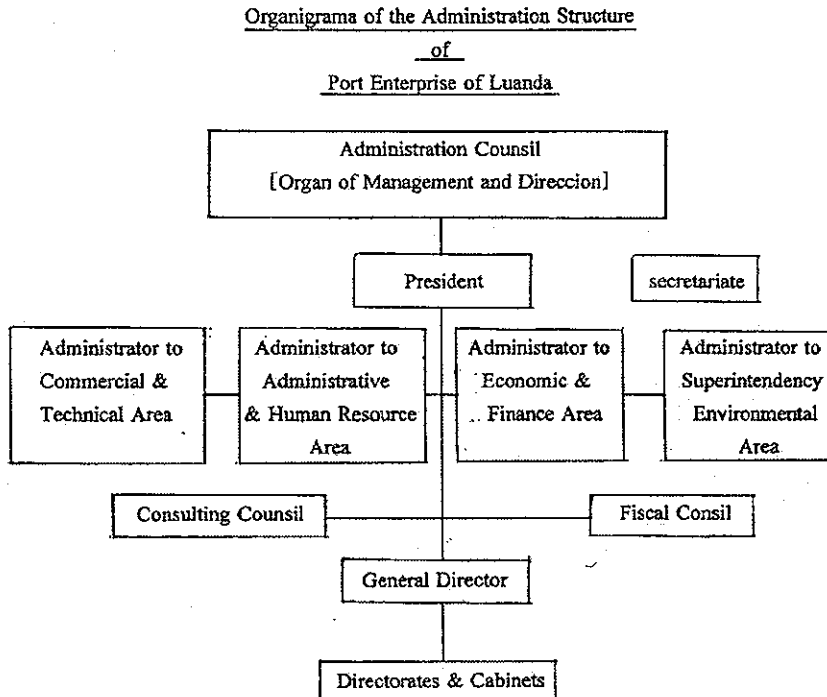 Organigrama of the Administration Structure
of
Port Enterprise of Luanda
Administration Counsil
[Organ of Management and Direccion]
President
secretariate
Administrator to
Commercial &
Technical Area
Administrator to
Administrative
& Human Resource
Area
Administrator to
Economic &
Finance Area
Administrator to
Superintendency
Environmental
Area
Consulting Counsil
Fiscal Consil
General Director
Directorates & Cabinets